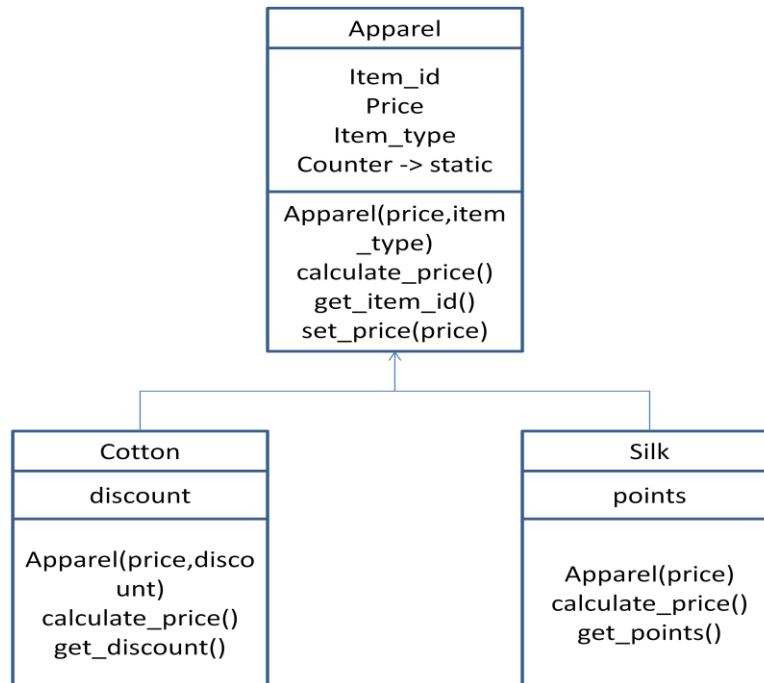 Apparel
Item_id
Price
Item_type
Counter -> static
Apparel(price,item
_type)
calculate_price()
get_item_id()
set_price(price)
Cotton
discount
Apparel(price,disco
unt)
calculate_price()
get_discount()
Silk
points
Apparel(price)
calculate_price()
get_points()